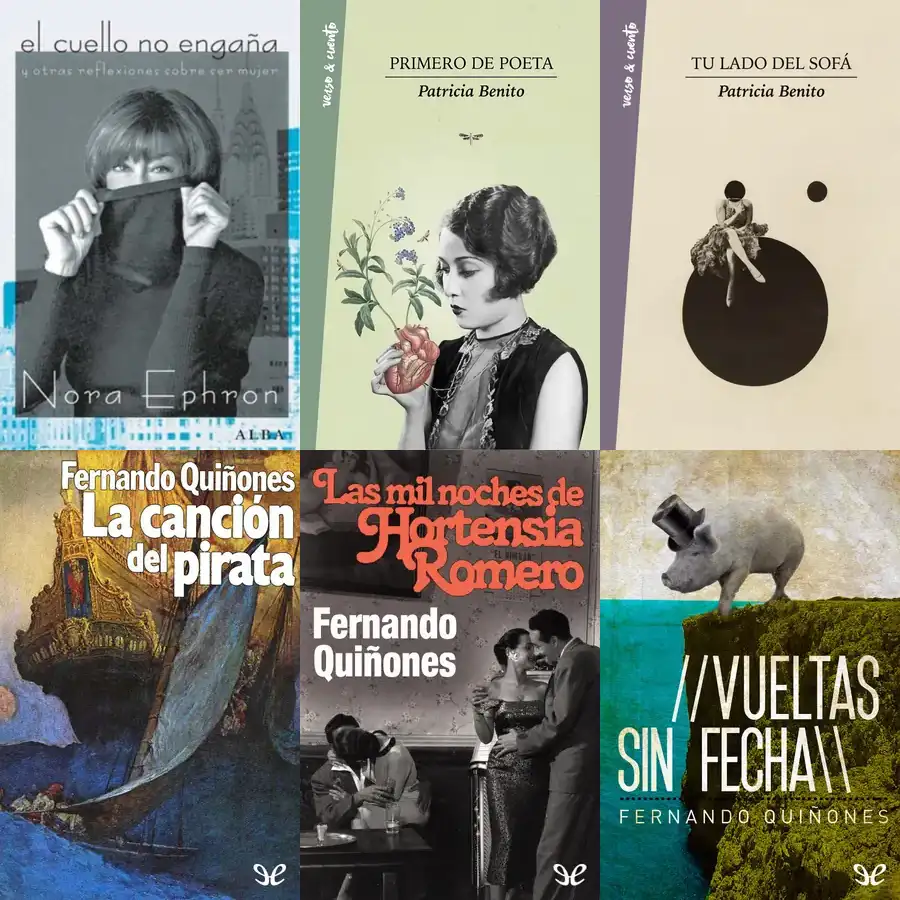 el cuello no engaña
y otras reflexiones sobre ser mujer
Nora Ephron
ALBA
verso & cuento
PRIMERO DE POETA
Patricia Benito
verso & cuento
TU LADO DEL SOFÁ
Patricia Benito
Fernando Quiñones
La canción
del pirata
Las mil noches de
Hortensia
Romero
Fernando
Quiñones
//VUELTAS
SIN FECHA\\
FERNANDO QUIÑONES